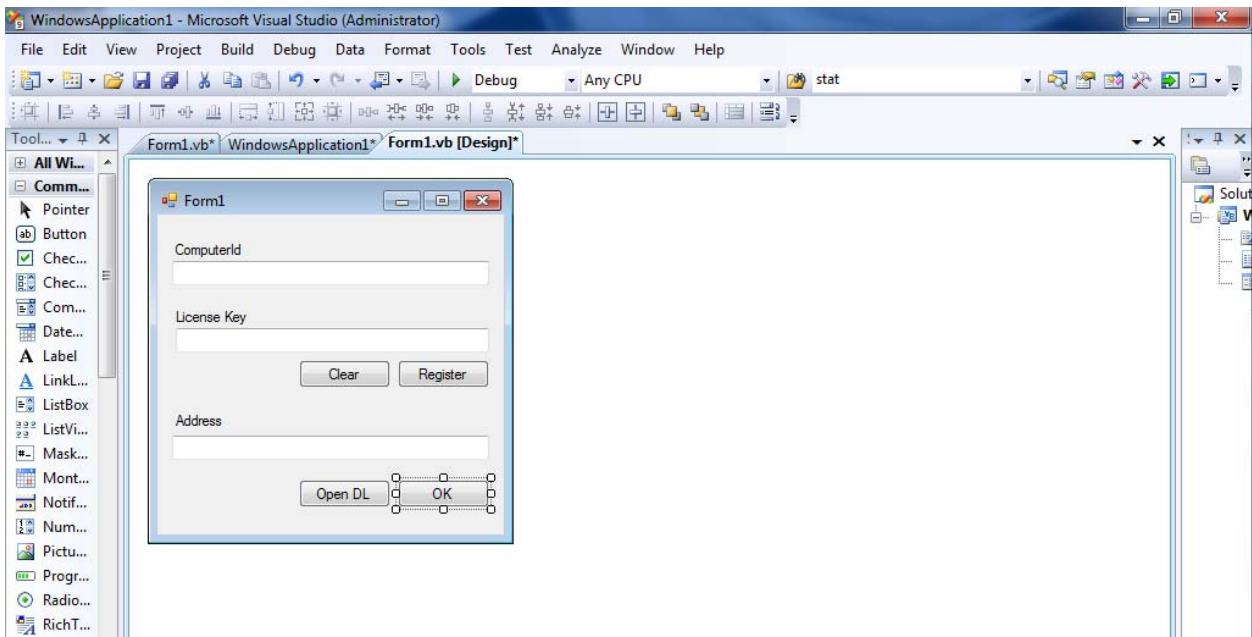 WindowsApplication1 - Microsoft Visual Studio (Administrator)
File Edit View Project Build Debug Data Format Tools Test Analyze Window Help
Debug Any CPU stat
Tool...
Form1.vb* WindowsApplication1* Form1.vb [Design]*
All Wi...
Comm...
Pointer
Button
Chec...
Chec...
Com...
Date...
Label
LinkL...
ListBox
ListVi...
Mask...
Mont...
Notif...
Num...
Pictu...
Progr...
Radio...
RichT...
Form1
ComputerId
License Key
Clear Register
Address
Open DL OK
Solut
W